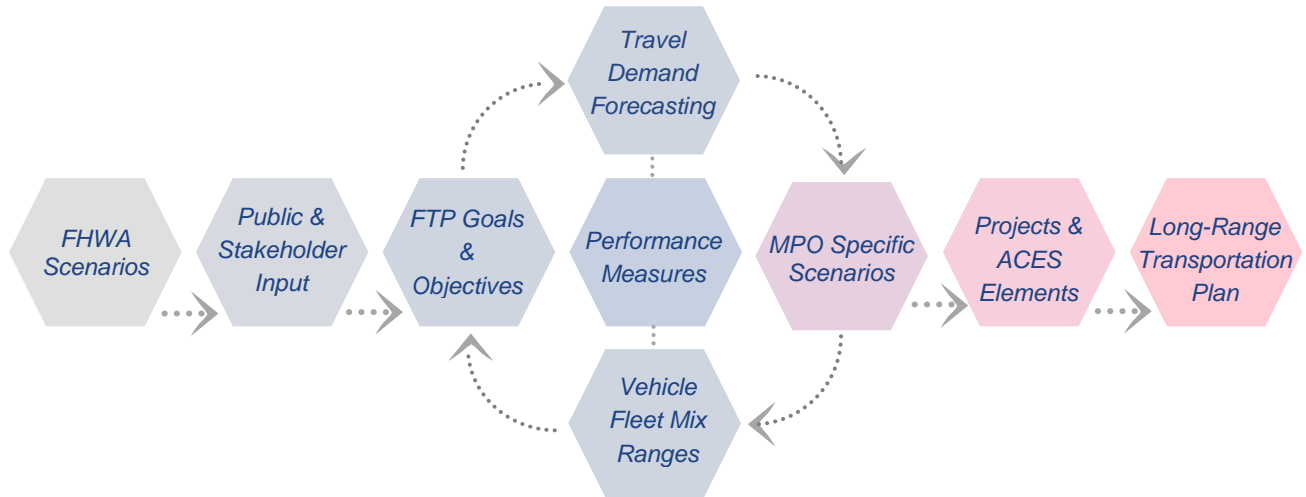 Travel
Demand
Forecasting
FHWA
Scenarios
Public &
Stakeholder
Input
FTP Goals
&
Objectives
Performance
Measures
MPO Specific
Scenarios
Projects &
ACES
Elements
Long-Range
Transportation
Plan
Vehicle
Fleet Mix
Ranges